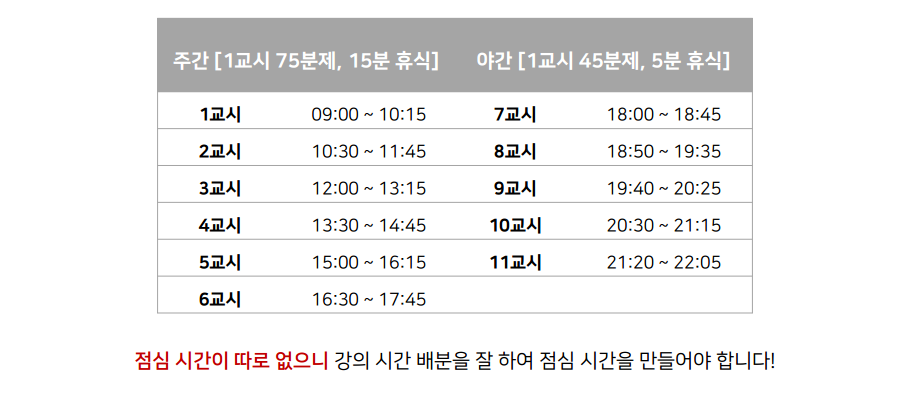 주간 [1교시 75분제, 15분 휴식] 야간 [1교시 45분제, 5분 휴식]
1교시 09:00 ~ 10:15 7교시 18:00 ~ 18:45
2교시 10:30 ~ 11:45 8교시 18:50 ~ 19:35
3교시 12:00 ~ 13:15 9교시 19:40 ~ 20:25
4교시 13:30 ~ 14:45 10교시 20:30 ~ 21:15
5교시 15:00 ~ 16:15 11교시 21:20 ~ 22:05
6교시 16:30 ~ 17:45
점심 시간이 따로 없으니 강의 시간 배분을 잘 하여 점심 시간을 만들어야 합니다!